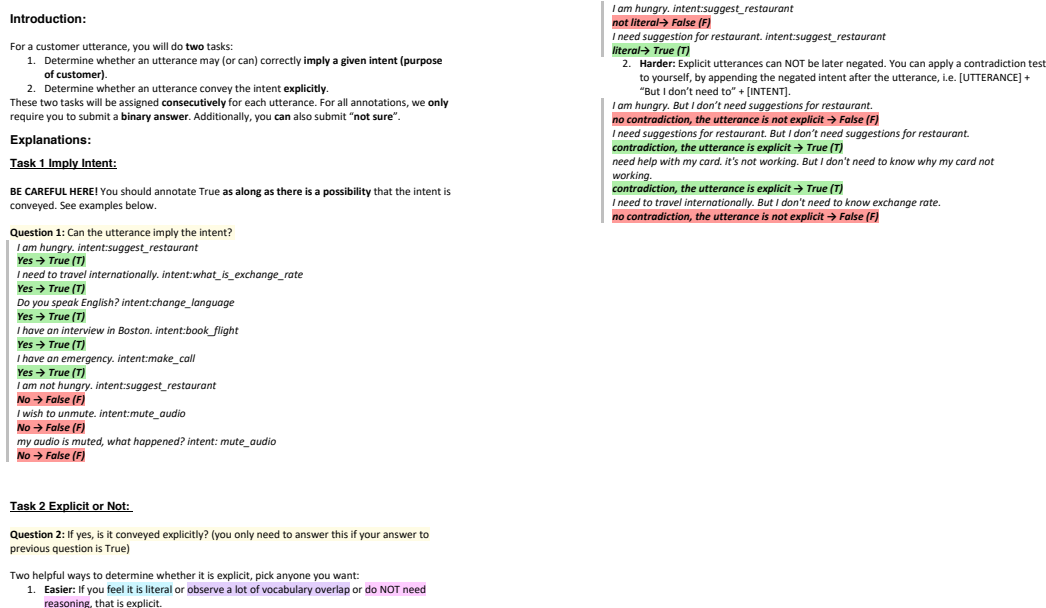 Introduction:
For a customer utterance, you will do two tasks:
1. Determine whether an utterance may (or can) correctly imply a given intent (purpose
of customer).
2. Determine whether an utterance convey the intent explicitly.
These two tasks will be assigned consecutively for each utterance. For all annotations, we only
require you to submit a binary answer. Additionally, you can also submit “not sure”.
Explanations:
Task 1 Imply Intent:
BE CAREFUL HERE! You should annotate True as along as there is a possibility that the intent is
conveyed. See examples below.
Question 1: Can the utterance imply the intent?
I am hungry. intent:suggest_restaurant
Yes → True (T)
I need to travel internationally. intent:what_is_exchange_rate
Yes → True (T)
Do you speak English? intent:change_language
Yes → True (T)
I have an interview in Boston. intent:book_flight
Yes → True (T)
I have an emergency. intent:make_call
Yes → True (T)
I am not hungry. intent:suggest_restaurant
No → False (F)
I wish to unmute. intent:mute_audio
No → False (F)
my audio is muted, what happened? intent: mute_audio
No → False (F)
Task 2 Explicit or Not:
Question 2: If yes, is it conveyed explicitly? (you only need to answer this if your answer to
previous question is True)
Two helpful ways to determine whether it is explicit, pick anyone you want:
1. Easier: If you feel it is literal or observe a lot of vocabulary overlap or do NOT need
reasoning, that is explicit.
I am hungry. intent:suggest_restaurant
not literal→ False (F)
I need suggestion for restaurant. intent:suggest_restaurant
literal→ True (T)
2. Harder: Explicit utterances can NOT be later negated. You can apply a contradiction test
to yourself, by appending the negated intent after the utterance, i.e. [UTTERANCE] +
“But I don’t need to” + [INTENT].
I am hungry. But I don’t need suggestions for restaurant.
no contradiction, the utterance is not explicit → False (F)
I need suggestions for restaurant. But I don’t need suggestions for restaurant.
contradiction, the utterance is explicit → True (T)
need help with my card. it's not working. But I don't need to know why my card not
working.
contradiction, the utterance is explicit → True (T)
I need to travel internationally. But I don't need to know exchange rate.
no contradiction, the utterance is not explicit → False (F)